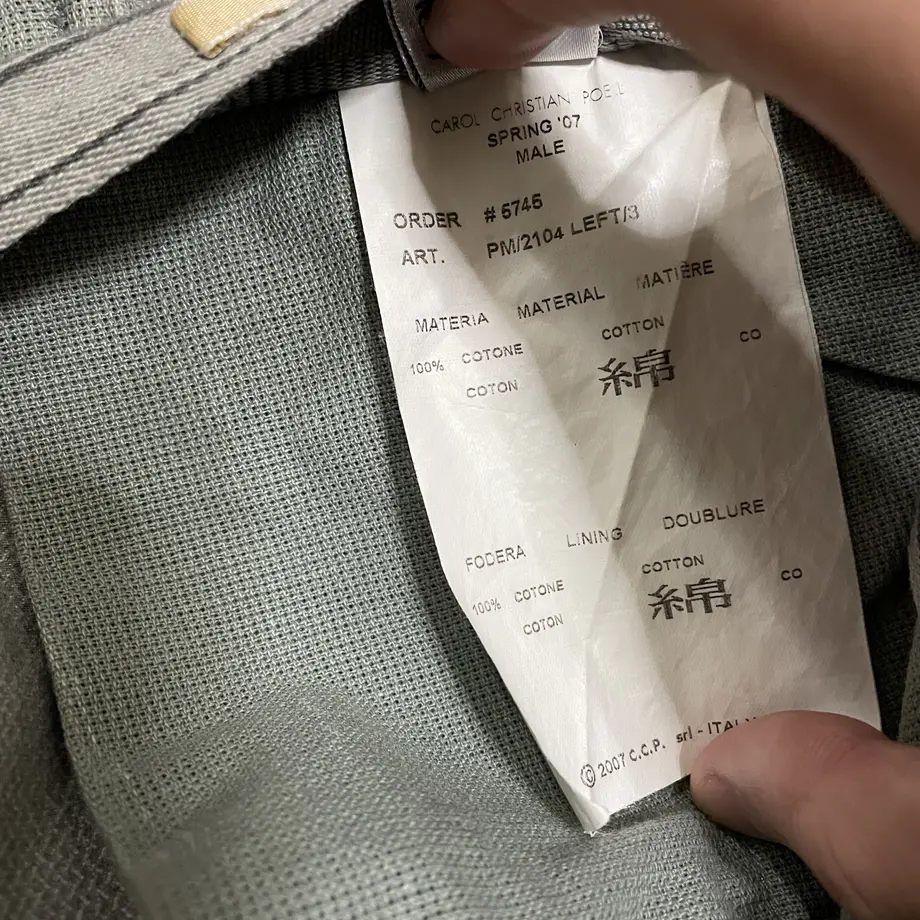 CAROL CHRISTIAN POELL
SPRING '07
MALE
ORDER # 5745
ART. PM/2104 LEFT/3
MATERIA MATERIAL MATIÈRE
100% COTONE COTTON CO
COTON 綿
FODERA LINING DOUBLURE
100% COTONE COTTON CO
COTON 綿
© 2007 C.C.P. srl - ITALY